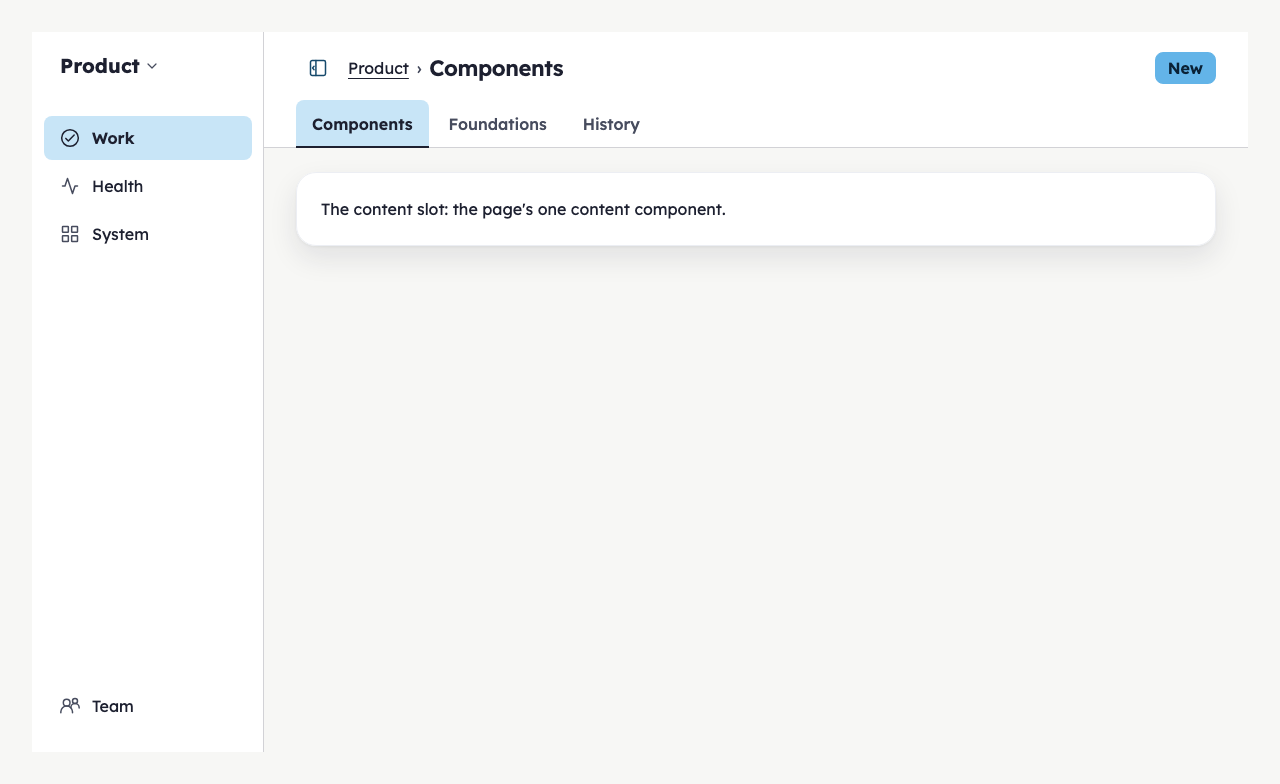 Product
Work
Health
System
Team
Product › Components
New
Components Foundations History
The content slot: the page's one content component.